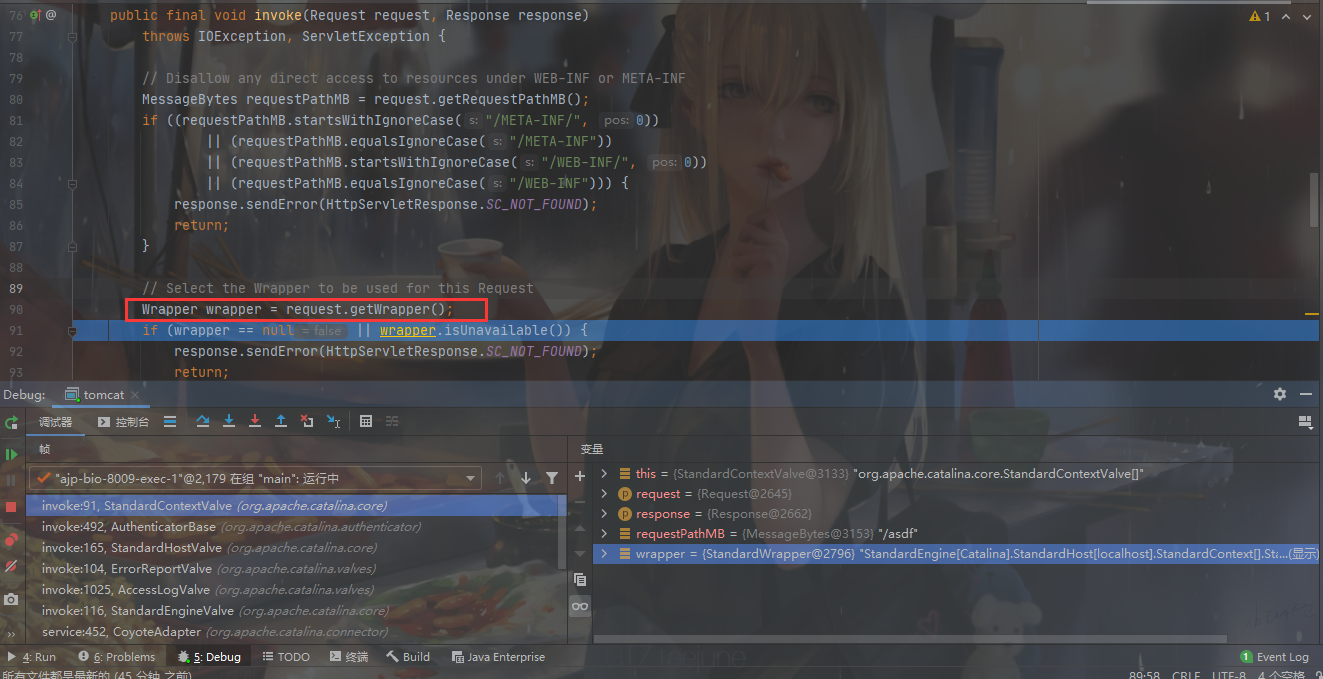 76 @ public final void invoke(Request request, Response response)
77 throws IOException, ServletException {
78
79 // Disallow any direct access to resources under WEB-INF or META-INF
80 MessageBytes requestPathMB = request.getRequestPathMB();
81 if ((requestPathMB.startsWithIgnoreCase( s: "/META-INF/", pos: 0))
82 || (requestPathMB.equalsIgnoreCase( s: "/META-INF"))
83 || (requestPathMB.startsWithIgnoreCase( s: "/WEB-INF/", pos: 0))
84 || (requestPathMB.equalsIgnoreCase( s: "/WEB-INF"))) {
85 response.sendError(HttpServletResponse.SC_NOT_FOUND);
86 return;
87 }
88
89 // Select the Wrapper to be used for this Request
90 Wrapper wrapper = request.getWrapper();
91 if (wrapper == null = false || wrapper.isUnavailable()) {
92 response.sendError(HttpServletResponse.SC_NOT_FOUND);
93 return;
1
Debug: tomcat
调试器 控制台
帧
变量
"ajp-bio-8009-exec-1"@2,179 在组 "main": 运行中
invoke:91, StandardContextValve (org.apache.catalina.core)
invoke:492, AuthenticatorBase (org.apache.catalina.authenticator)
invoke:165, StandardHostValve (org.apache.catalina.core)
invoke:104, ErrorReportValve (org.apache.catalina.valves)
invoke:1025, AccessLogValve (org.apache.catalina.valves)
invoke:116, StandardEngineValve (org.apache.catalina.core)
service:452, CoyoteAdapter (org.apache.catalina.connector)
this = {StandardContextValve@3133} "org.apache.catalina.core.StandardContextValve[]"
request = {Request@2645}
response = {Response@2662}
requestPathMB = {MessageBytes@3153} "/asdf"
wrapper = {StandardWrapper@2796} "StandardEngine[Catalina].StandardHost[localhost].StandardContext[].St... (显示)
4: Run 6: Problems 5: Debug TODO 终端 Build Java Enterprise 1 Event Log
所有文件都是最新的 (45 分钟 之前) 89:58 CRLF UTF-8 4 个空格